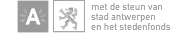 A
met de steun van
stad antwerpen
en het stedenfonds